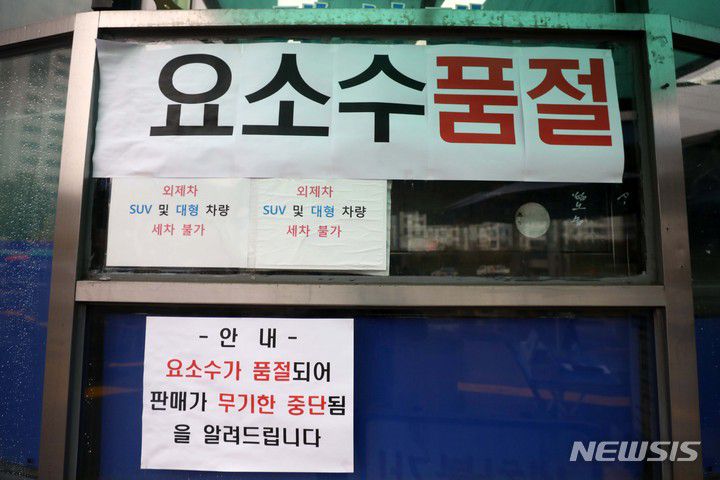 요소수품절
외제차
SUV 및 대형 차량
세차 불가
외제차
SUV 및 대형 차량
세차 불가
- 안 내 -
요소수가 품절되어
판매가 무기한 중단됨
을 알려드립니다
NEWSIS